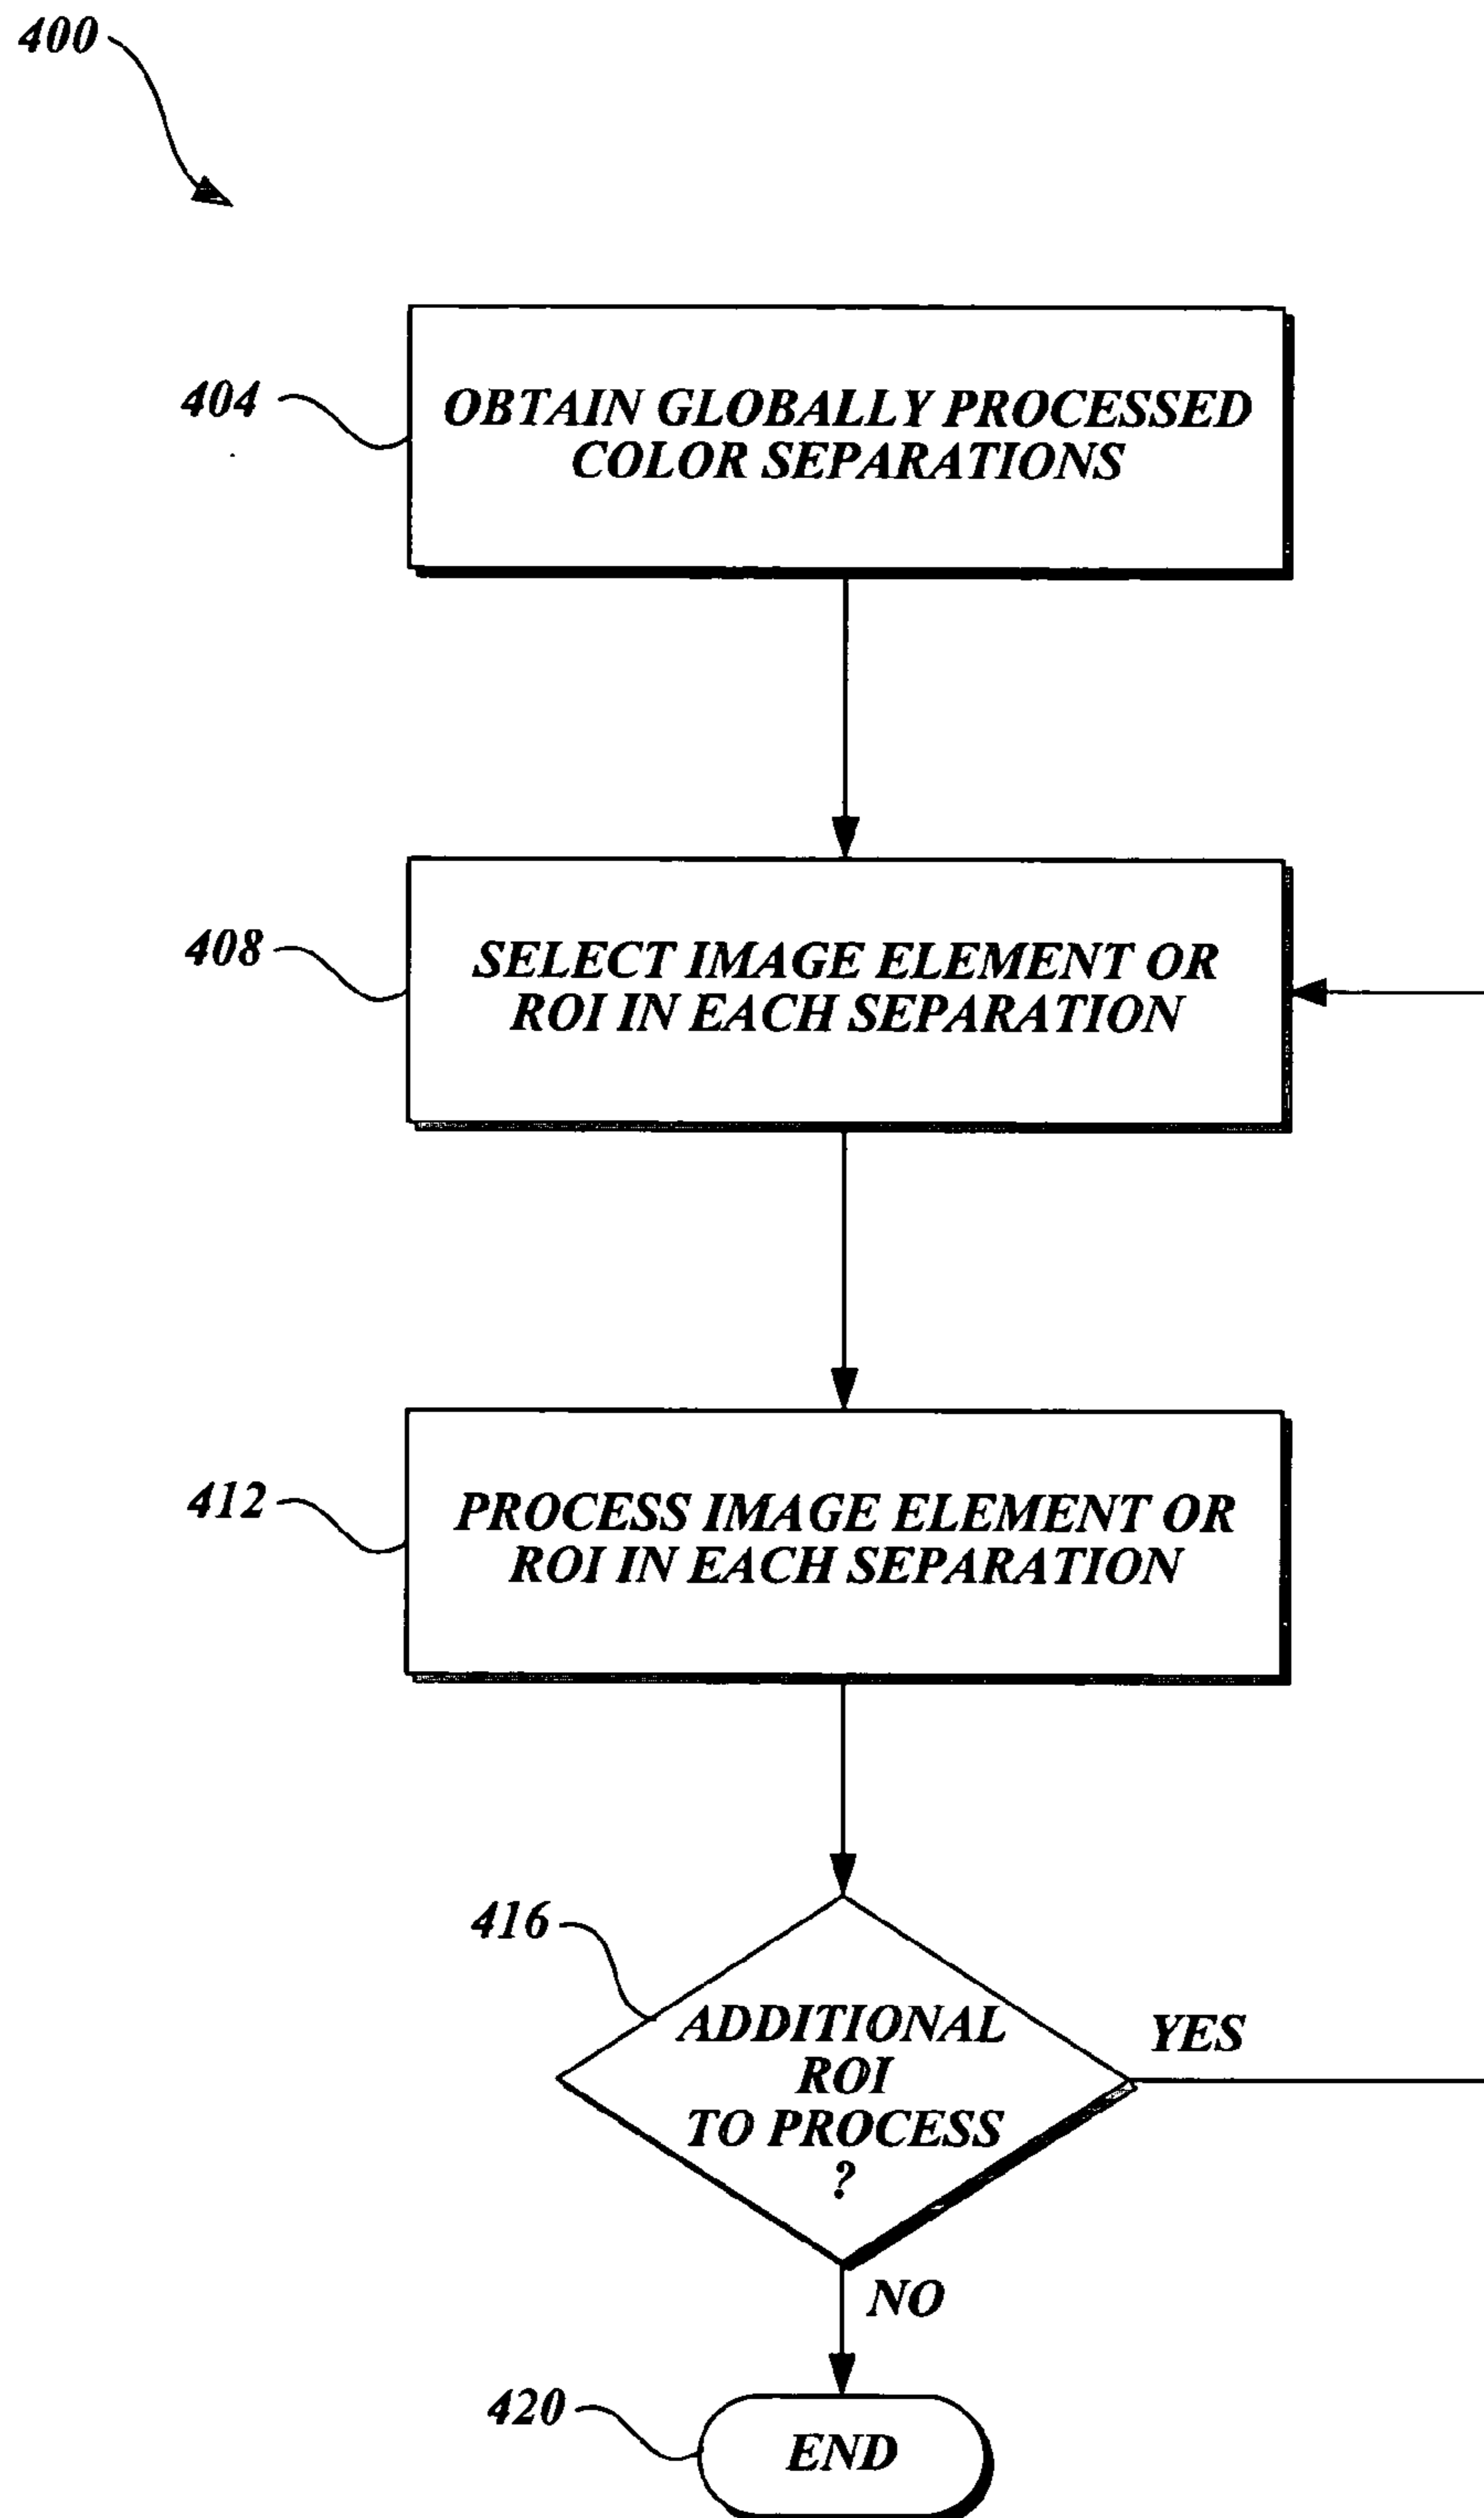 400
404
OBTAIN GLOBALLY PROCESSED
COLOR SEPARATIONS
408
SELECT IMAGE ELEMENT OR
ROI IN EACH SEPARATION
412
PROCESS IMAGE ELEMENT OR
ROI IN EACH SEPARATION
416
ADDITIONAL
ROI
TO PROCESS
?
YES
NO
420
END